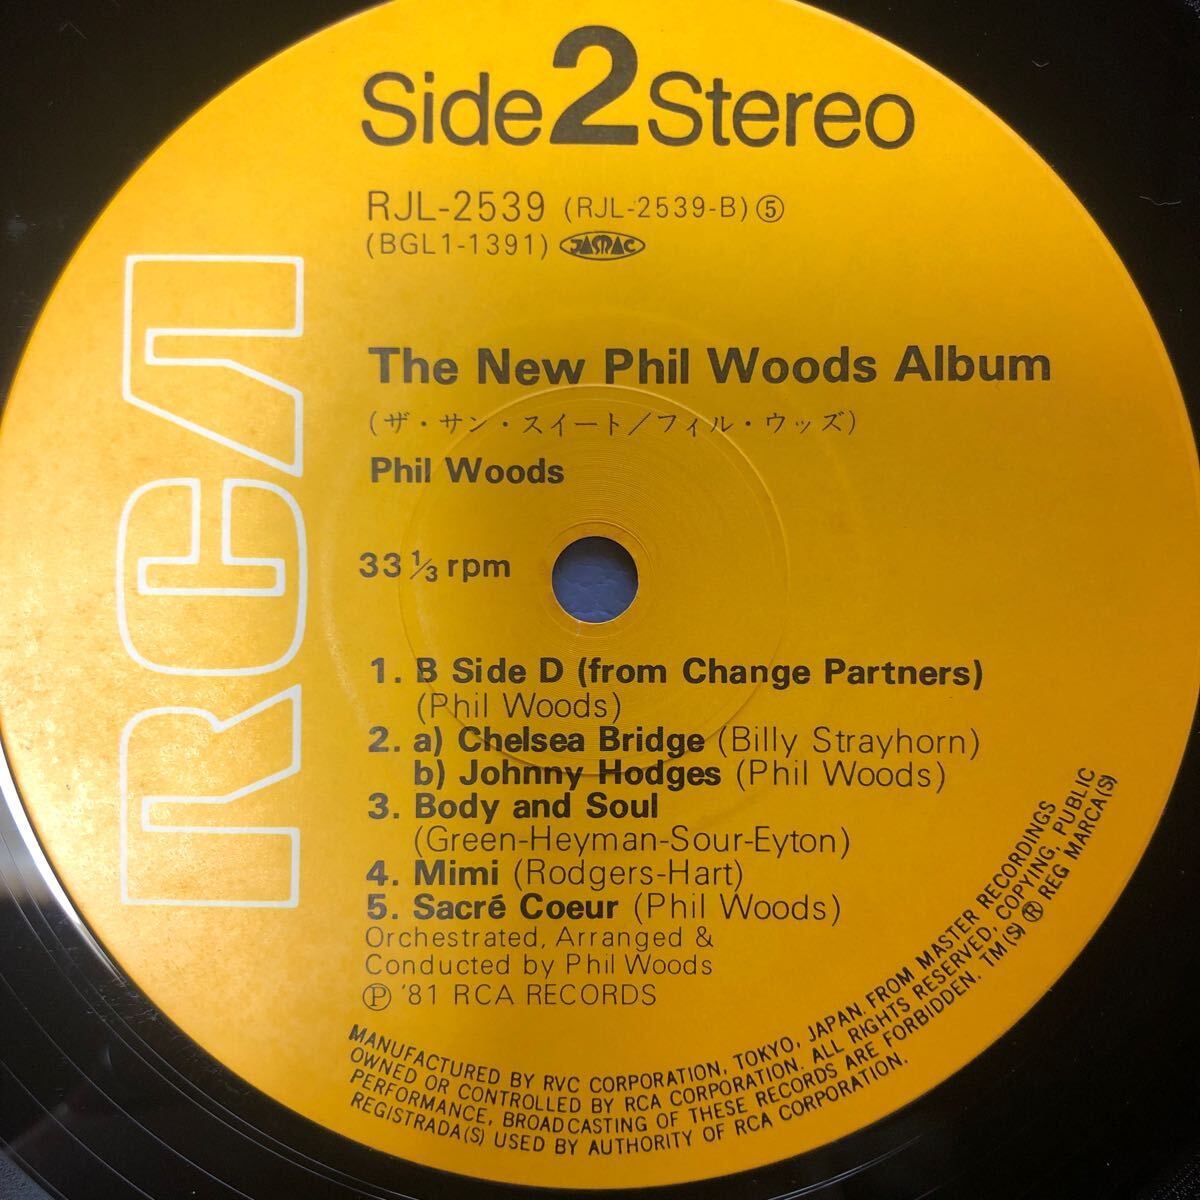 Side 2 Stereo
RJL-2539 (RJL-2539-B) ⑤
(BGL1-1391) JASRAC
RCA
The New Phil Woods Album
(ザ・サン・スイート/フィル・ウッズ)
Phil Woods
33 1/3 rpm
1. B Side D (from Change Partners)
(Phil Woods)
2. a) Chelsea Bridge (Billy Strayhorn)
b) Johnny Hodges (Phil Woods)
3. Body and Soul
(Green-Heyman-Sour-Eyton)
4. Mimi (Rodgers-Hart)
5. Sacré Coeur (Phil Woods)
Orchestrated, Arranged &
Conducted by Phil Woods
Ⓟ '81 RCA RECORDS
MANUFACTURED BY RVC CORPORATION, TOKYO, JAPAN. FROM MASTER RECORDINGS
OWNED OR CONTROLLED BY RCA CORPORATION. ALL RIGHTS RESERVED, COPYING, PUBLIC
PERFORMANCE, BROADCASTING OF THESE RECORDS ARE FORBIDDEN. TM(S) ® REG MARCA(S)
REGISTRADA(S) USED BY AUTHORITY OF RCA CORPORATION.